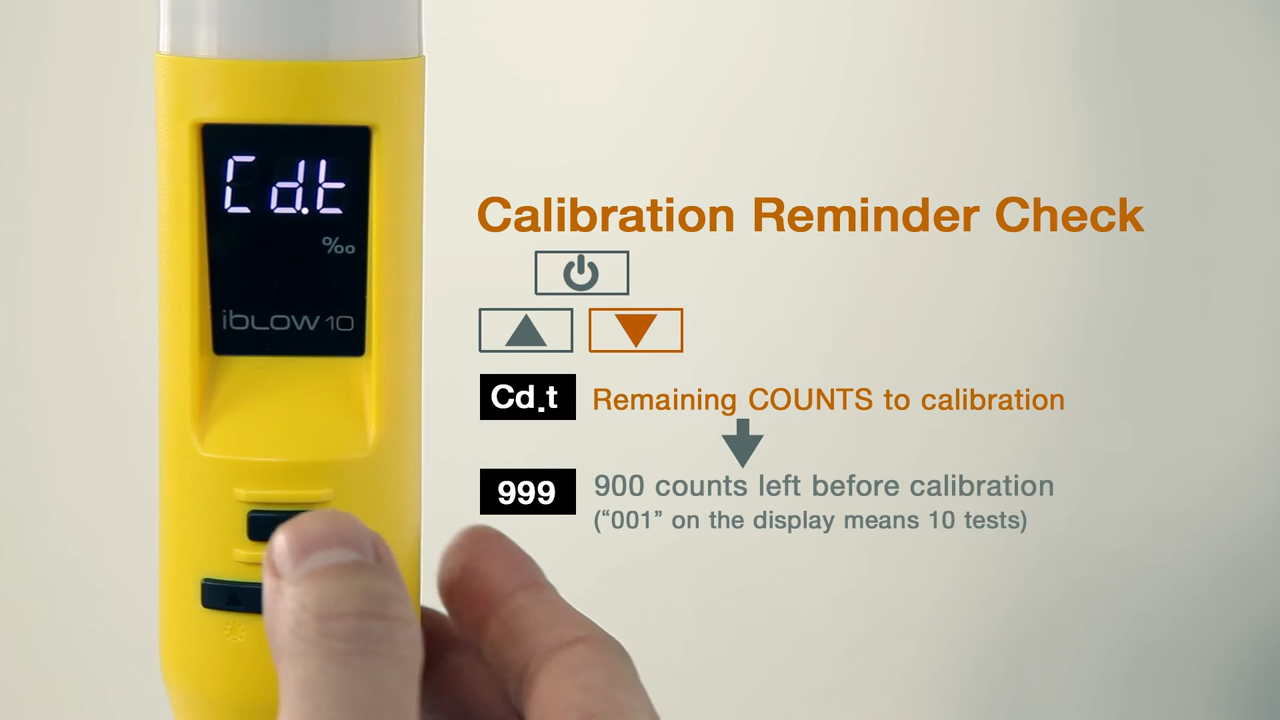 Cd.t
‰
iBLOW 10
Calibration Reminder Check
Cd.t Remaining COUNTS to calibration
999 900 counts left before calibration
(“001” on the display means 10 tests)